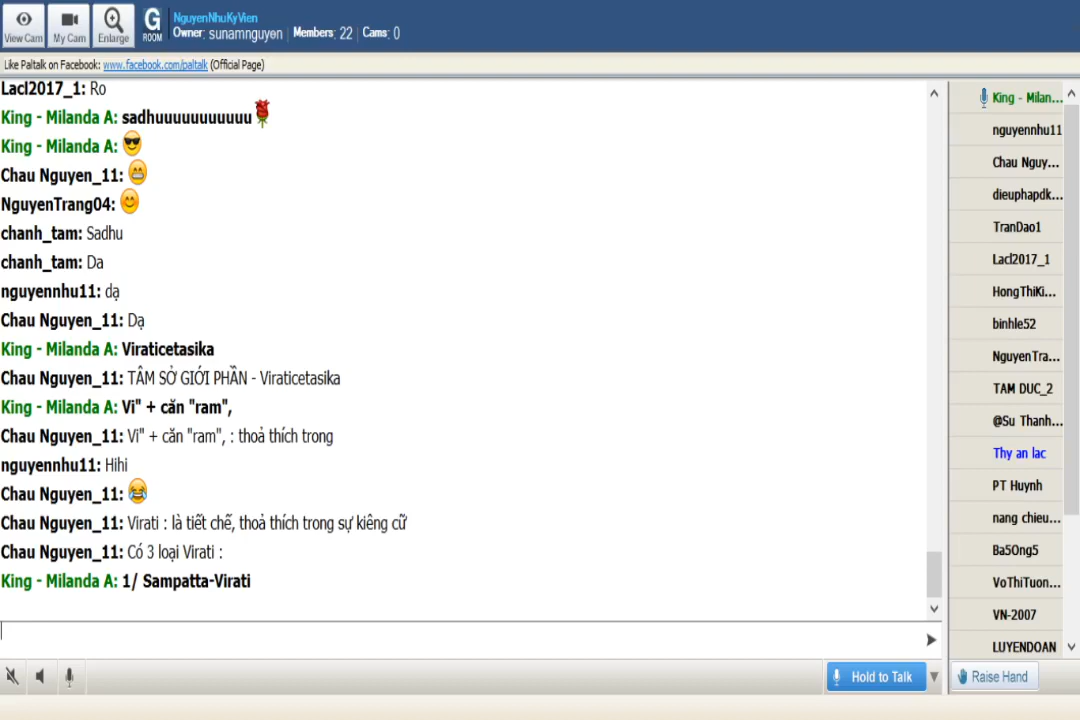 NguyenNhuKyVien
View Cam My Cam Enlarge G ROOM Owner: sunamnguyen | Members: 22 | Cams: 0
Like Paltalk on Facebook: www.facebook.com/paltalk (Official Page)
Lacl2017_1: Ro
King - Milanda A: sadhuuuuuuuuuuu
King - Milanda A:
Chau Nguyen_11:
NguyenTrang04:
chanh_tam: Sadhu
chanh_tam: Da
nguyennhu11: dạ
Chau Nguyen_11: Dạ
King - Milanda A: Viraticetasika
Chau Nguyen_11: TÂM SỞ GIỚI PHẦN - Viraticetasika
King - Milanda A: Vi" + căn "ram",
Chau Nguyen_11: Vi" + căn "ram", : thoả thích trong
nguyennhu11: Hihi
Chau Nguyen_11:
Chau Nguyen_11: Virati : là tiết chế, thoả thích trong sự kiêng cữ
Chau Nguyen_11: Có 3 loại Virati :
King - Milanda A: 1/ Sampatta-Virati
King - Milan...
nguyennhu11
Chau Nguy...
dieuphapdk...
TranDao1
Lacl2017_1
HongThiKi...
binhle52
NguyenTra...
TAM DUC_2
@Su Thanh...
Thy an lac
PT Huynh
nang chieu...
Ba5Ong5
VoThiTuon...
VN-2007
LUYENDOAN
Hold to Talk
Raise Hand